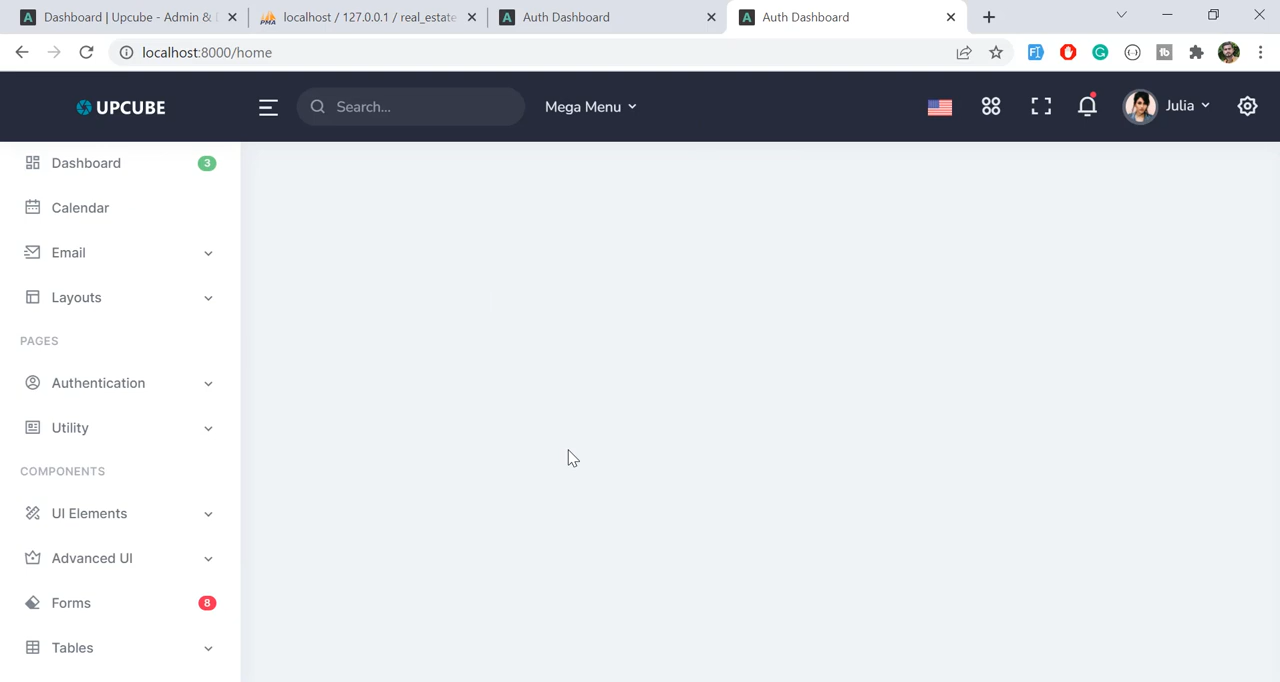 Dashboard | Upcube - Admin &
localhost / 127.0.0.1 / real_estate
Auth Dashboard
Auth Dashboard
localhost:8000/home
UPCUBE
Search...
Mega Menu
Julia
Dashboard 3
Calendar
Email
Layouts
PAGES
Authentication
Utility
COMPONENTS
UI Elements
Advanced UI
Forms 8
Tables